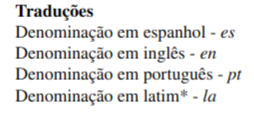 Traduções
Denominação em espanhol - es
Denominação em inglês - en
Denominação em português - pt
Denominação em latim* - la